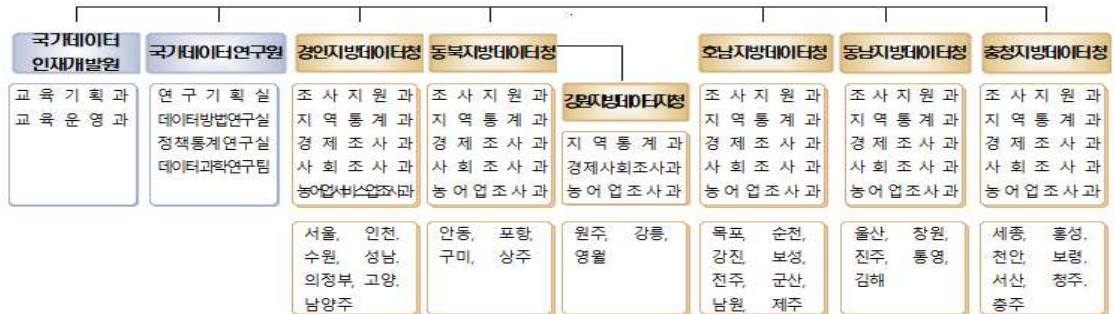 국가데이터
인재개발원
교육기획과
교육운영과
국가데이터연구원
연구기획실
데이터방법연구실
정책통계연구실
데이터과학연구팀
경인지방데이터청
조사지원과
지역통계과
경제조사과
사회조사과
농어업서비스업조사과
서울, 인천.
수원, 성남.
의정부, 고양.
남양주
동북지방데이터청
조사지원과
지역통계과
경제조사과
사회조사과
농어업조사과
안동, 포항,
구미, 상주
강원지방데이터지청
지역통계과
경제사회조사과
농어업조사과
원주, 강릉,
영월
호남지방데이터청
조사지원과
지역통계과
경제조사과
사회조사과
농어업조사과
목포, 순천,
강진, 보성,
전주, 군산,
남원, 제주
동남지방데이터청
조사지원과
지역통계과
경제조사과
사회조사과
농어업조사과
울산, 창원,
진주, 통영,
김해
충청지방데이터청
조사지원과
지역통계과
경제조사과
사회조사과
농어업조사과
세종, 홍성.
천안, 보령.
서산, 청주.
충주